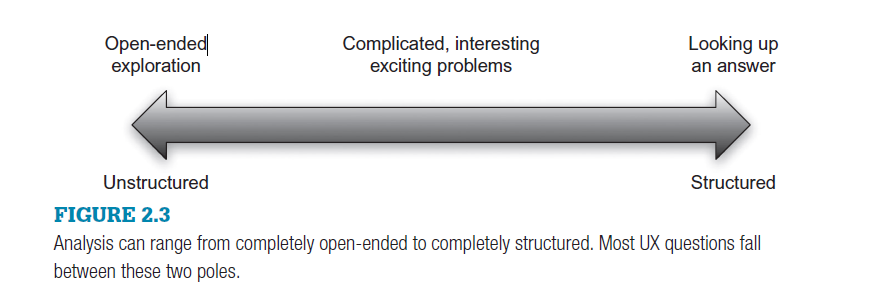 Open-ended
exploration
Complicated, interesting
exciting problems
Looking up
an answer
Unstructured
Structured
FIGURE 2.3
Analysis can range from completely open-ended to completely structured. Most UX questions fall
between these two poles.